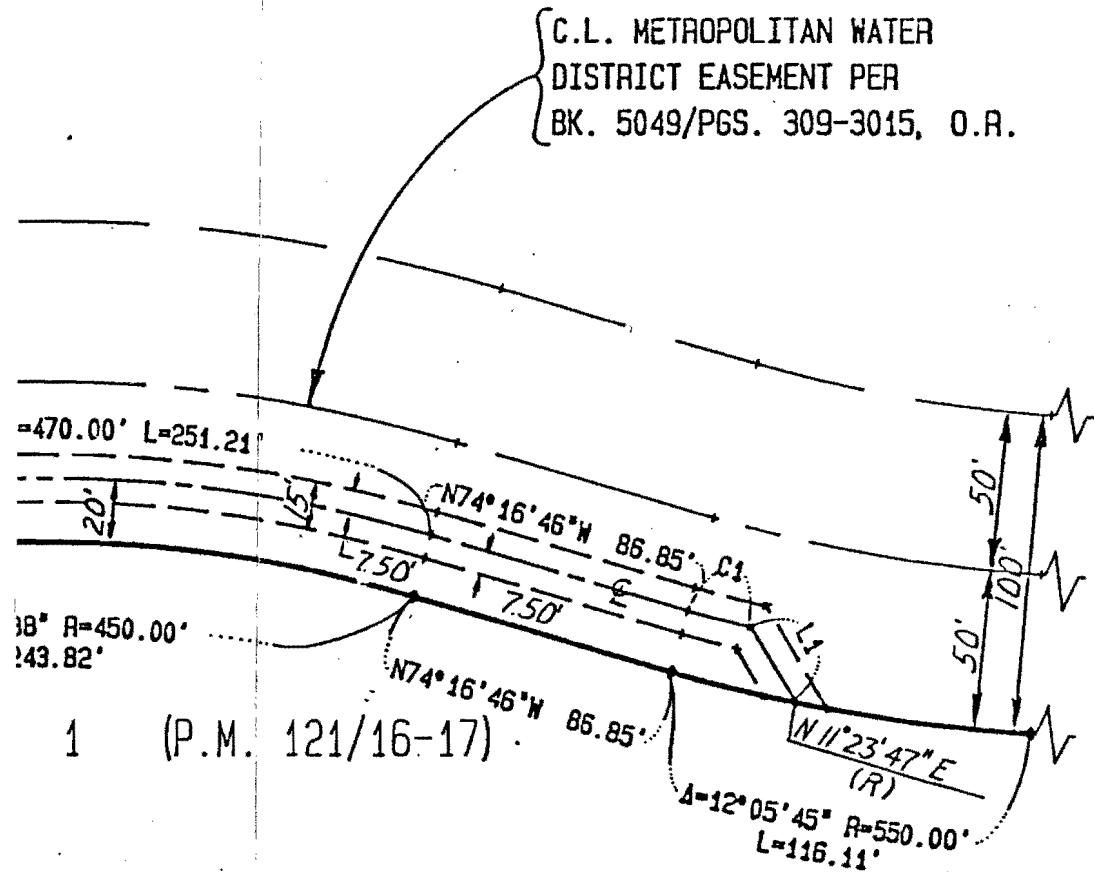 C.L. METROPOLITAN WATER
DISTRICT EASEMENT PER
BK. 5049/PGS. 309-3015, O.R.
=470.00' L=251.21'
N74°16'46"W 86.85'
C1
20'
15'
7.50'
7.50'
℄
L1
50'
100'
50'
38" R=450.00'
243.82'
N74°16'46"W 86.85'
N 11°23'47" E
(R)
1 (P.M. 121/16-17)
Δ=12°05'45" R=550.00'
L=116.11'